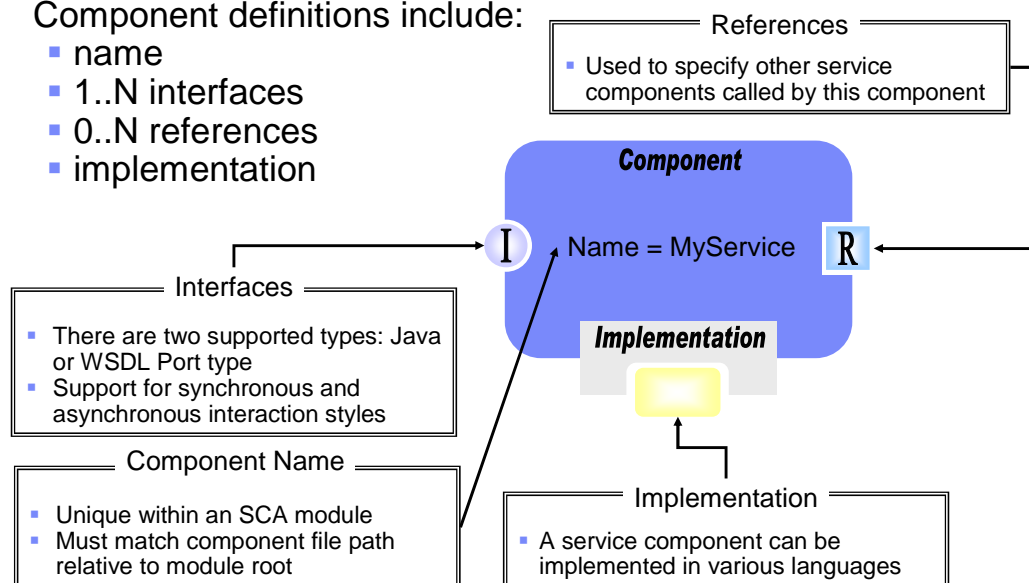 Component definitions include:
name
1..N interfaces
0..N references
implementation
References
Used to specify other service
components called by this component
Component
I
Name = MyService
R
Interfaces
There are two supported types: Java
or WSDL Port type
Support for synchronous and
asynchronous interaction styles
Implementation
Component Name
Unique within an SCA module
Must match component file path
relative to module root
Implementation
A service component can be
implemented in various languages